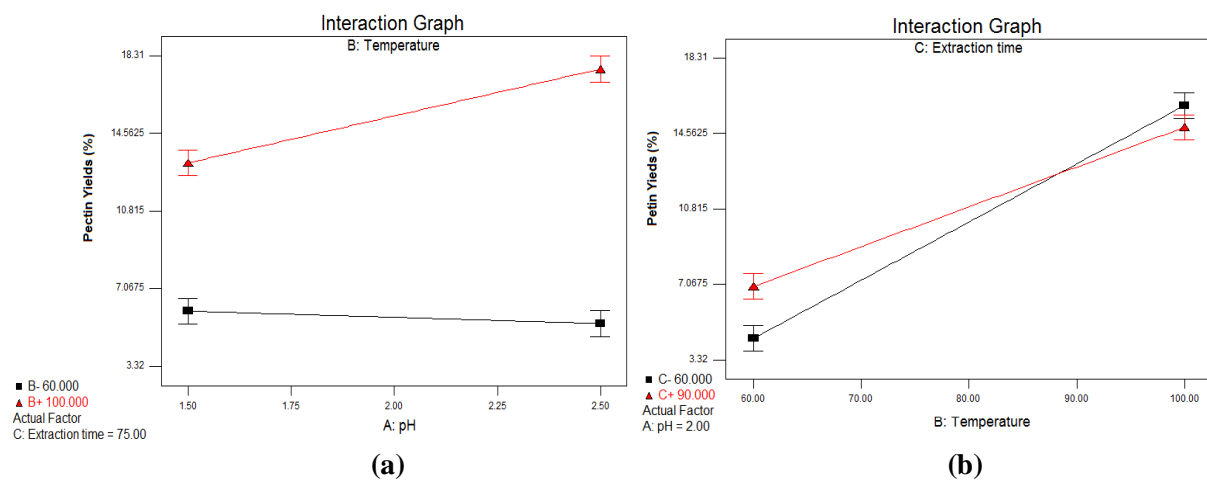 Interaction Graph
B: Temperature
Pectin Yields (%)
18.31
14.5625
10.815
7.0675
3.32
1.50
1.75
2.00
2.25
2.50
A: pH
B- 60.000
B+ 100.000
Actual Factor
C: Extraction time = 75.00
(a)
Interaction Graph
C: Extraction time
Petin Yieds (%)
18.31
14.5625
10.815
7.0675
3.32
60.00
70.00
80.00
90.00
100.00
B: Temperature
C- 60.000
C+ 90.000
Actual Factor
A: pH = 2.00
(b)